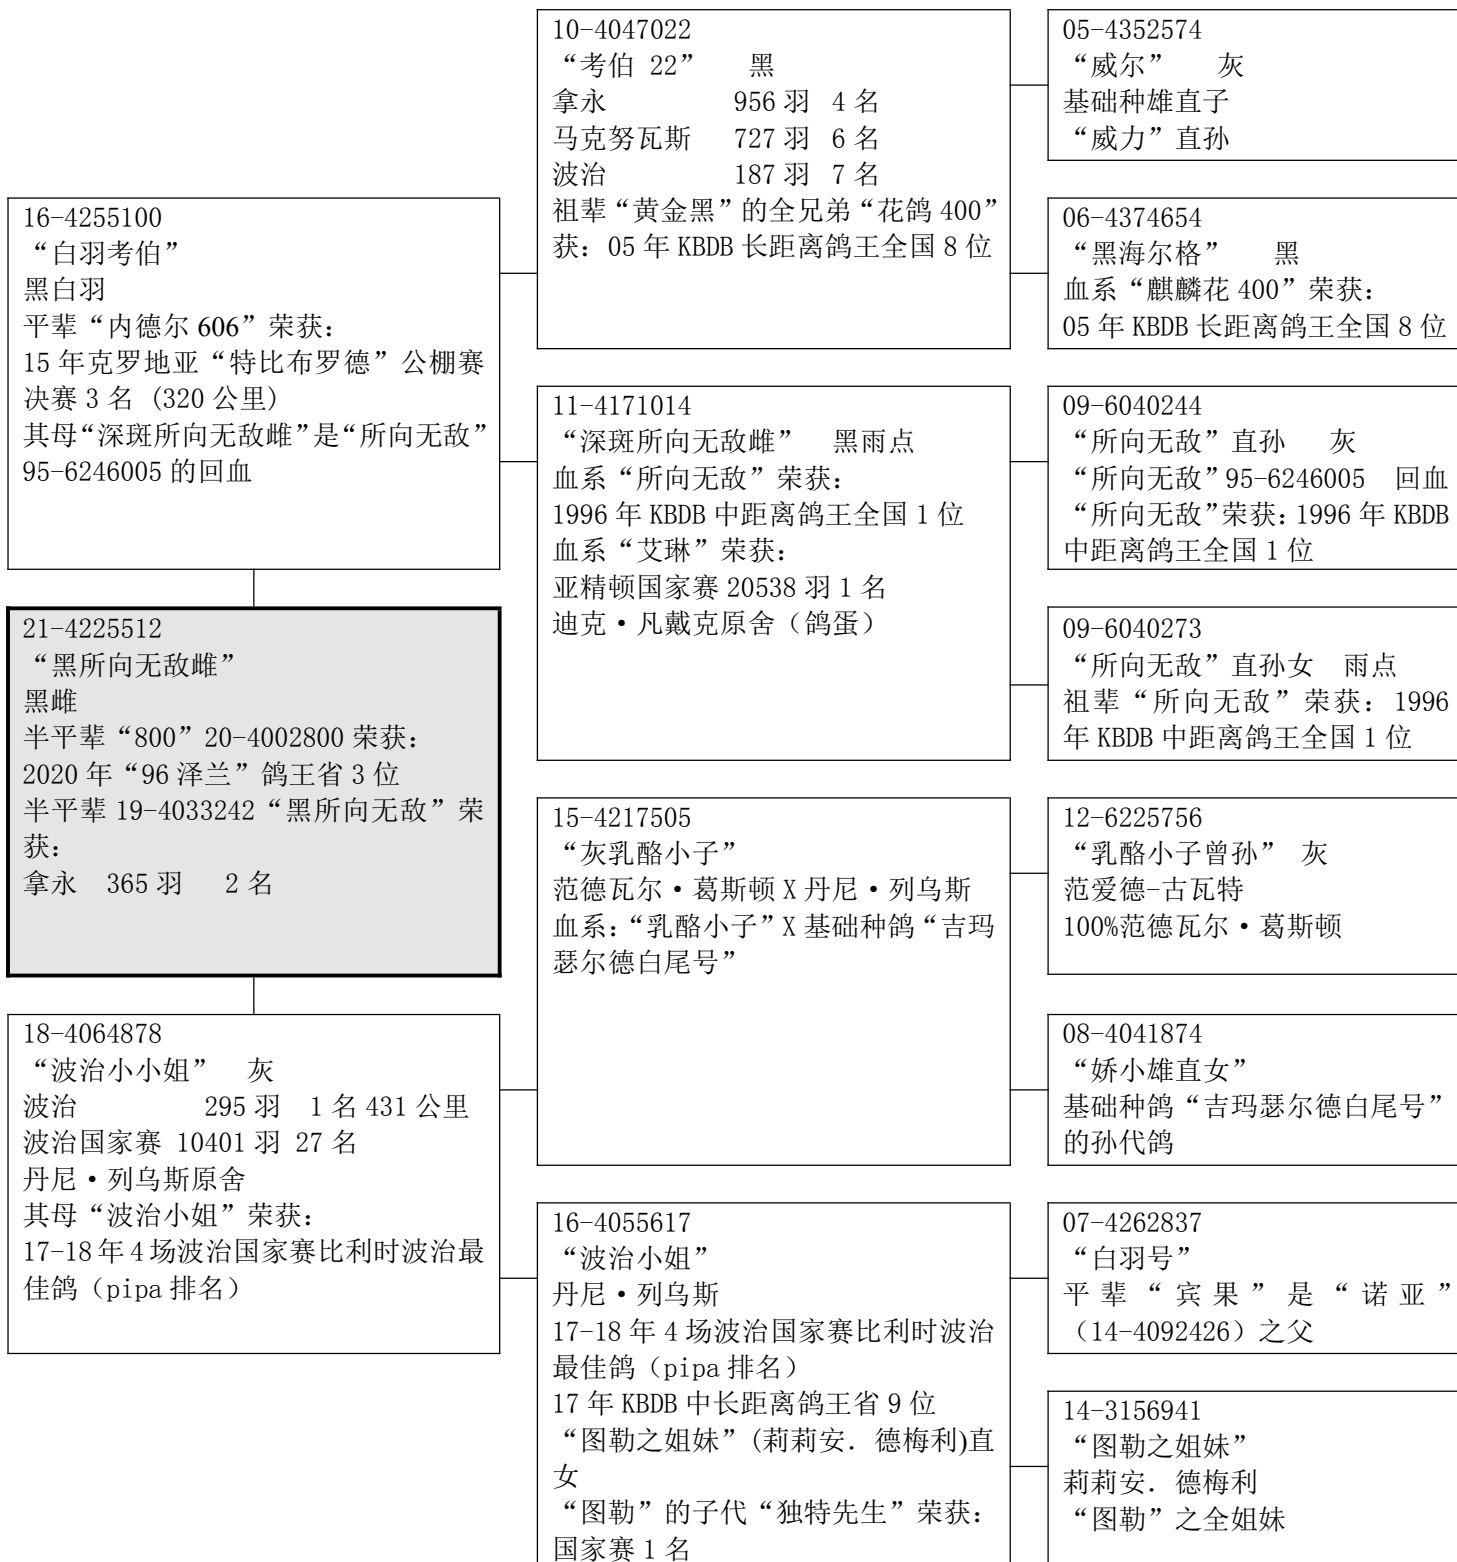 16-4255100
“白羽考伯”
黑白羽
平辈“内德尔 606”荣获：
15 年克罗地亚“特比布罗德”公棚赛
决赛 3 名 (320 公里)
其母“深斑所向无敌雌”是“所向无敌”
95-6246005 的回血
21-4225512
“黑所向无敌雌”
黑雌
半平辈“800”20-4002800 荣获：
2020 年“96 泽兰”鸽王省 3 位
半平辈 19-4033242“黑所向无敌”荣
获：
拿永 365 羽 2 名
18-4064878
“波治小小姐” 灰
波治 295 羽 1 名 431 公里
波治国家赛 10401 羽 27 名
丹尼·列乌斯原舍
其母“波治小姐”荣获：
17-18 年 4 场波治国家赛比利时波治最
佳鸽（pipa 排名）
10-4047022
“考伯 22” 黑
拿永 956 羽 4 名
马克努瓦斯 727 羽 6 名
波治 187 羽 7 名
祖辈“黄金黑”的全兄弟“花鸽 400”
获：05 年 KBDB 长距离鸽王全国 8 位
11-4171014
“深斑所向无敌雌” 黑雨点
血系“所向无敌”荣获：
1996 年 KBDB 中距离鸽王全国 1 位
血系“艾琳”荣获：
亚精顿国家赛 20538 羽 1 名
迪克·凡戴克原舍（鸽蛋）
15-4217505
“灰乳酪小子”
范德瓦尔·葛斯顿 X 丹尼·列乌斯
血系：“乳酪小子”X 基础种鸽“吉玛
瑟尔德白尾号”
16-4055617
“波治小姐”
丹尼·列乌斯
17-18 年 4 场波治国家赛比利时波治
最佳鸽（pipa 排名）
17 年 KBDB 中长距离鸽王省 9 位
“图勒之姐妹”(莉莉安．德梅利)直
女
“图勒”的子代“独特先生”荣获：
国家赛 1 名
05-4352574
“威尔” 灰
基础种雄直子
“威力”直孙
06-4374654
“黑海尔格” 黑
血系“麒麟花 400”荣获：
05 年 KBDB 长距离鸽王全国 8 位
09-6040244
“所向无敌”直孙 灰
“所向无敌”95-6246005 回血
“所向无敌”荣获：1996 年 KBDB
中距离鸽王全国 1 位
09-6040273
“所向无敌”直孙女 雨点
祖辈“所向无敌”荣获：1996
年 KBDB 中距离鸽王全国 1 位
12-6225756
“乳酪小子曾孙” 灰
范爱德-古瓦特
100%范德瓦尔·葛斯顿
08-4041874
“娇小雄直女”
基础种鸽“吉玛瑟尔德白尾号”
的孙代鸽
07-4262837
“白羽号”
平辈“宾果”是“诺亚”
（14-4092426）之父
14-3156941
“图勒之姐妹”
莉莉安．德梅利
“图勒”之全姐妹